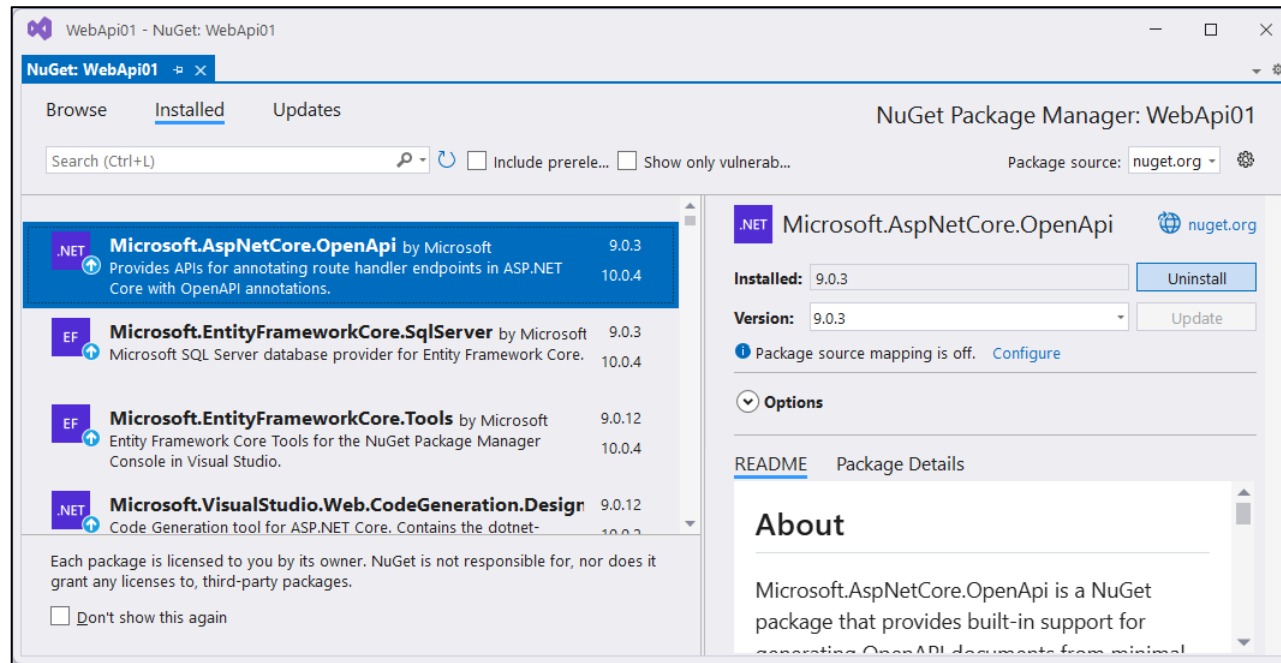 WebApi01 - NuGet: WebApi01
NuGet: WebApi01
Browse Installed Updates
NuGet Package Manager: WebApi01
Search (Ctrl+L)
Include prerele...
Show only vulnerab...
Package source: nuget.org
.NET
Microsoft.AspNetCore.OpenApi by Microsoft 9.0.3
Provides APIs for annotating route handler endpoints in ASP.NET 10.0.4
Core with OpenAPI annotations.
EF
Microsoft.EntityFrameworkCore.SqlServer by Microsoft 9.0.3
Microsoft SQL Server database provider for Entity Framework Core. 10.0.4
EF
Microsoft.EntityFrameworkCore.Tools by Microsoft 9.0.12
Entity Framework Core Tools for the NuGet Package Manager 10.0.4
Console in Visual Studio.
.NET
Microsoft.VisualStudio.Web.CodeGeneration.Design 9.0.12
Code Generation tool for ASP.NET Core. Contains the dotnet-
Each package is licensed to you by its owner. NuGet is not responsible for, nor does it
grant any licenses to, third-party packages.
Don't show this again
.NET
Microsoft.AspNetCore.OpenApi
nuget.org
Installed: 9.0.3 Uninstall
Version: 9.0.3 Update
Package source mapping is off. Configure
Options
README Package Details
About
Microsoft.AspNetCore.OpenApi is a NuGet
package that provides built-in support for
generating OpenAPI documents from minimal